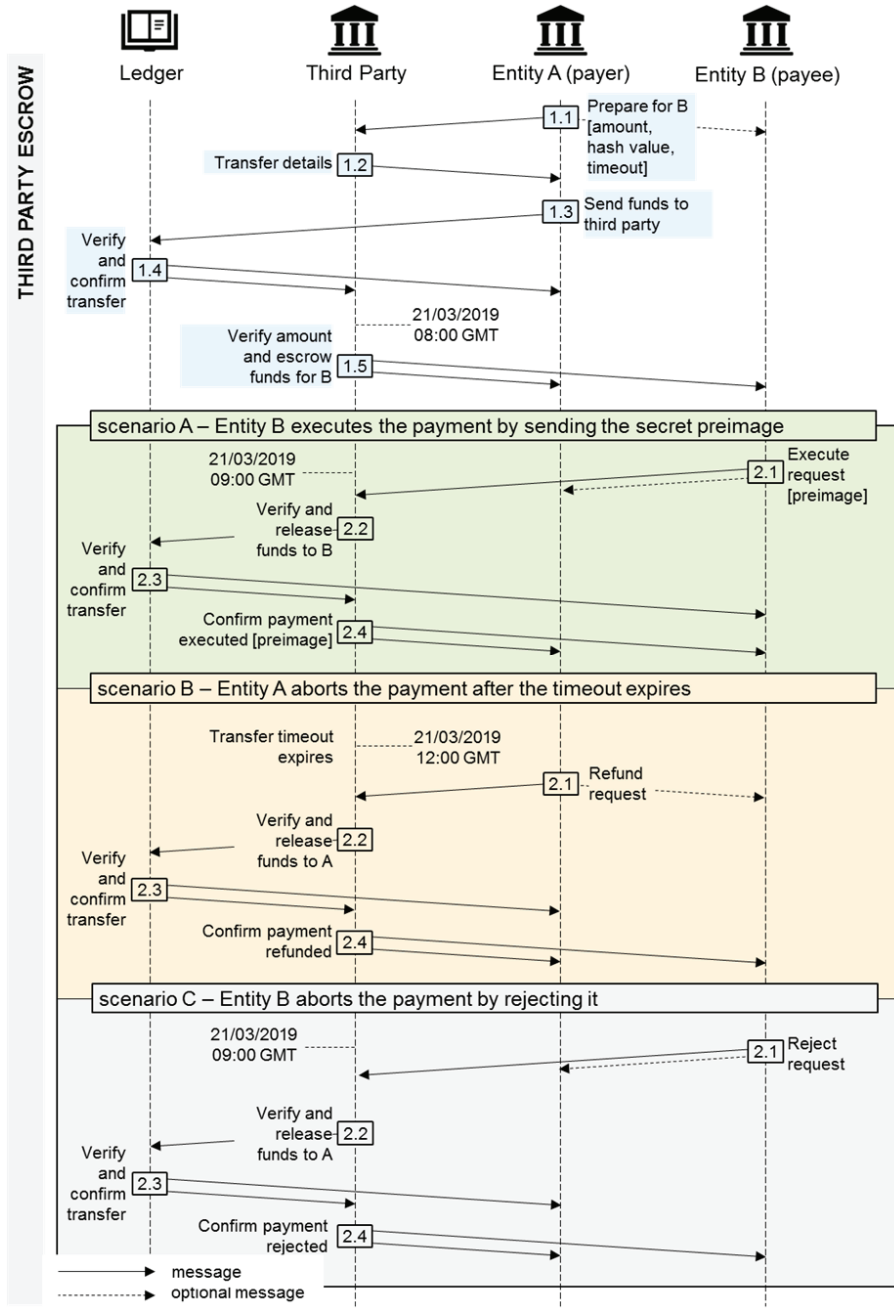 Ledger
Third Party
Entity A (payer)
Entity B (payee)
THIRD PARTY ESCROW
1.1
Prepare for B
[amount,
hash value,
timeout]
Transfer details
1.2
1.3
Send funds to
third party
Verify
and
confirm
transfer
1.4
21/03/2019
08:00 GMT
Verify amount
and escrow
funds for B
1.5
scenario A – Entity B executes the payment by sending the secret preimage
21/03/2019
09:00 GMT
2.1
Execute
request
[preimage]
Verify and
release
funds to B
2.2
Verify
and
confirm
transfer
2.3
Confirm payment
executed [preimage]
2.4
scenario B – Entity A aborts the payment after the timeout expires
Transfer timeout
expires
21/03/2019
12:00 GMT
2.1
Refund
request
Verify and
release
funds to A
2.2
Verify
and
confirm
transfer
2.3
Confirm payment
refunded
2.4
scenario C – Entity B aborts the payment by rejecting it
21/03/2019
09:00 GMT
2.1
Reject
request
Verify and
release
funds to A
2.2
Verify
and
confirm
transfer
2.3
Confirm payment
rejected
2.4
message
optional message